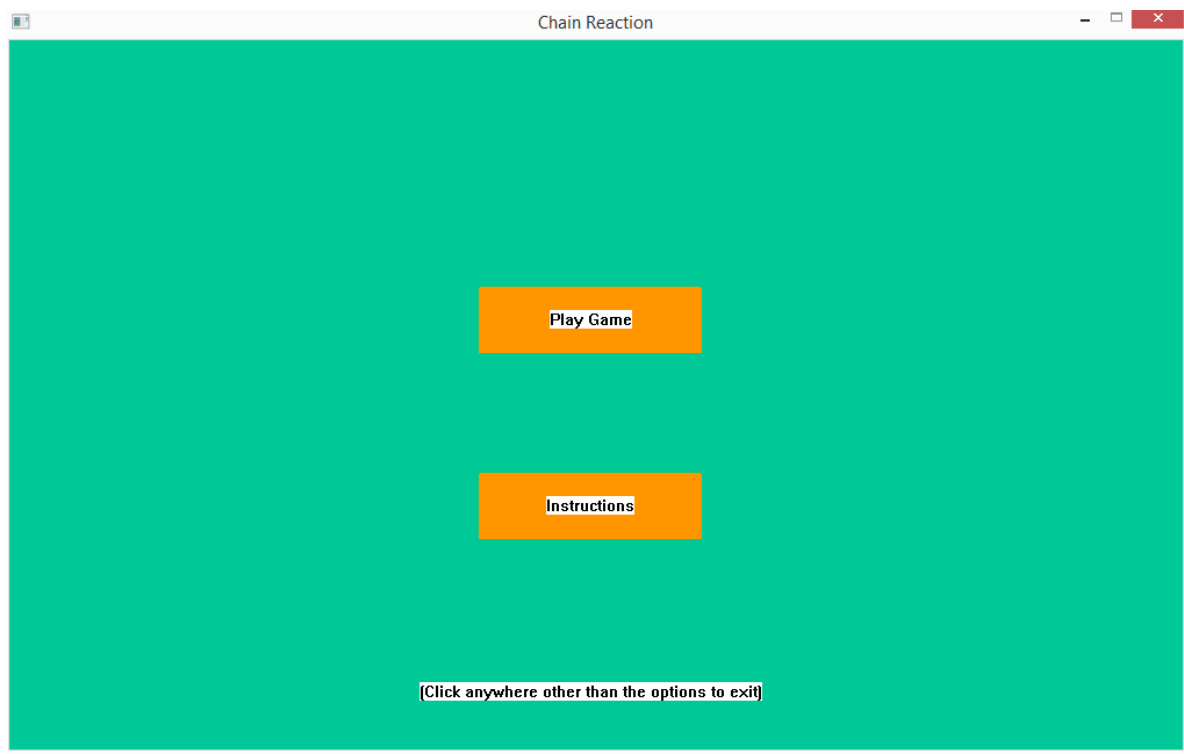 Chain Reaction
Play Game
Instructions
(Click anywhere other than the options to exit)